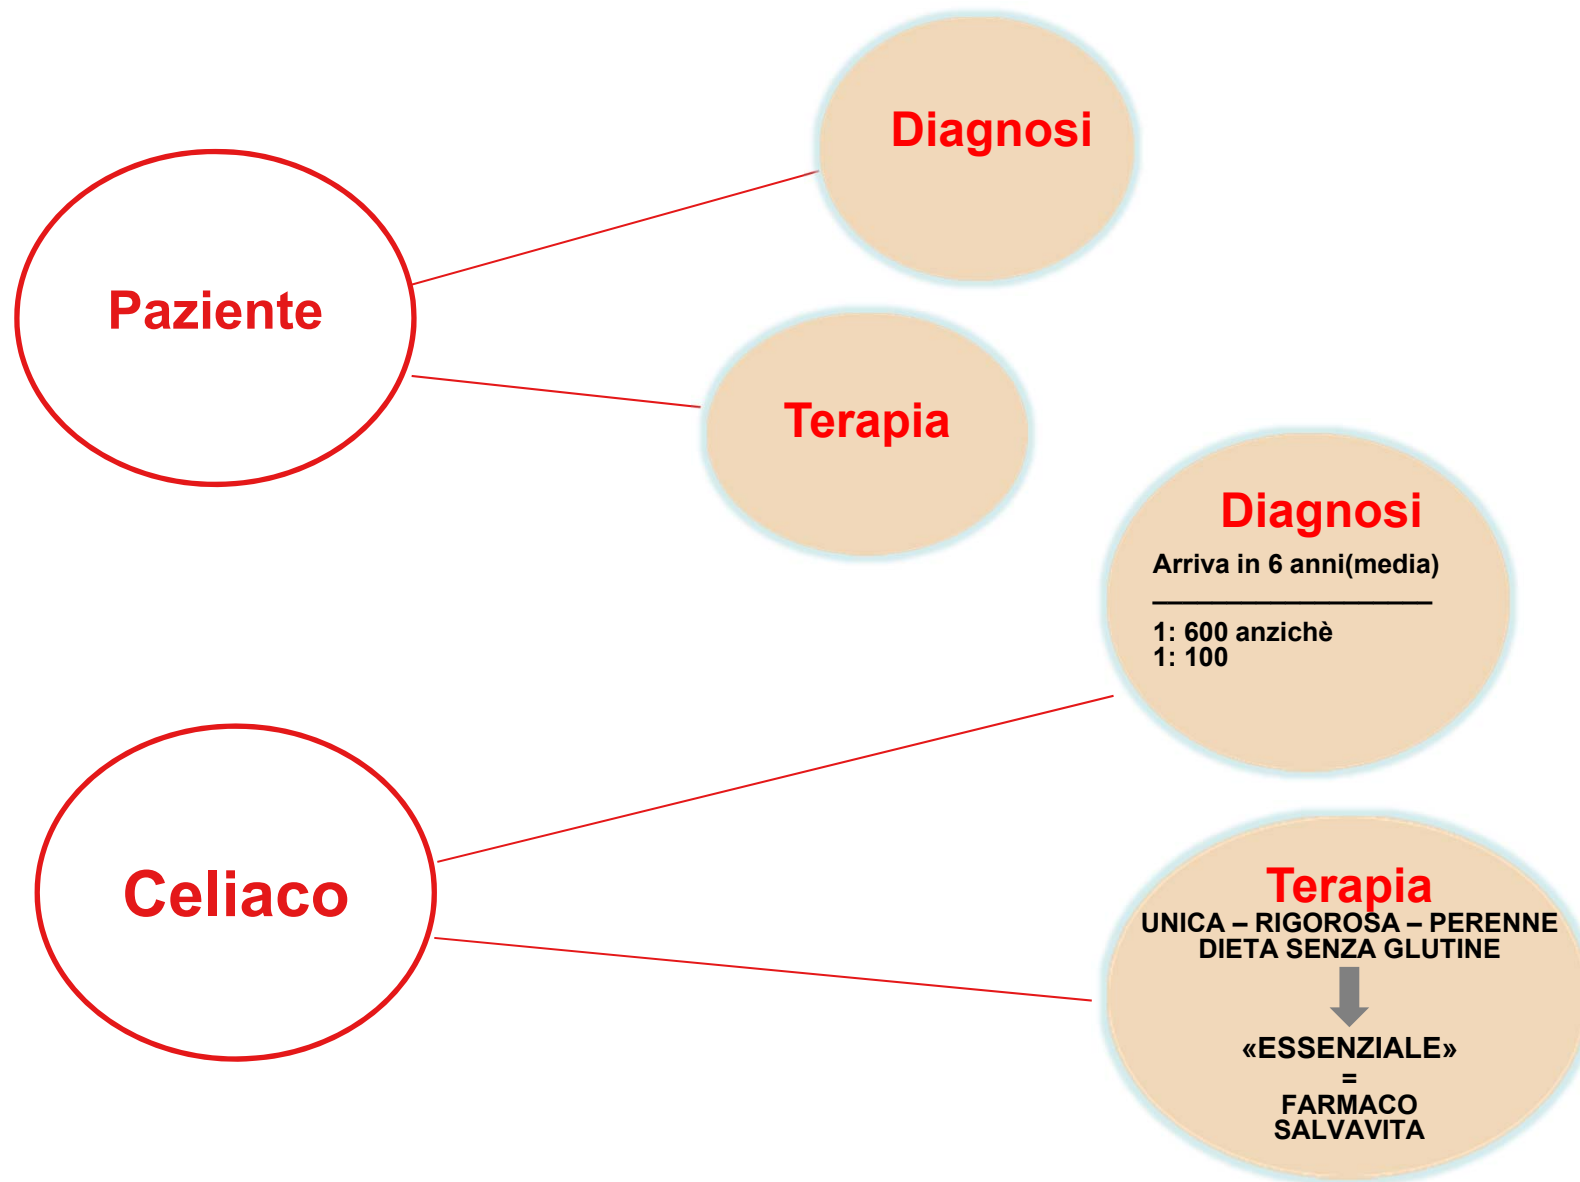 Diagnosi
Paziente
Terapia
Diagnosi
Arriva in 6 anni(media)
1: 600 anzichè
1: 100
Celiaco
Terapia
UNICA – RIGOROSA – PERENNE
DIETA SENZA GLUTINE
«ESSENZIALE»
=
FARMACO
SALVAVITA